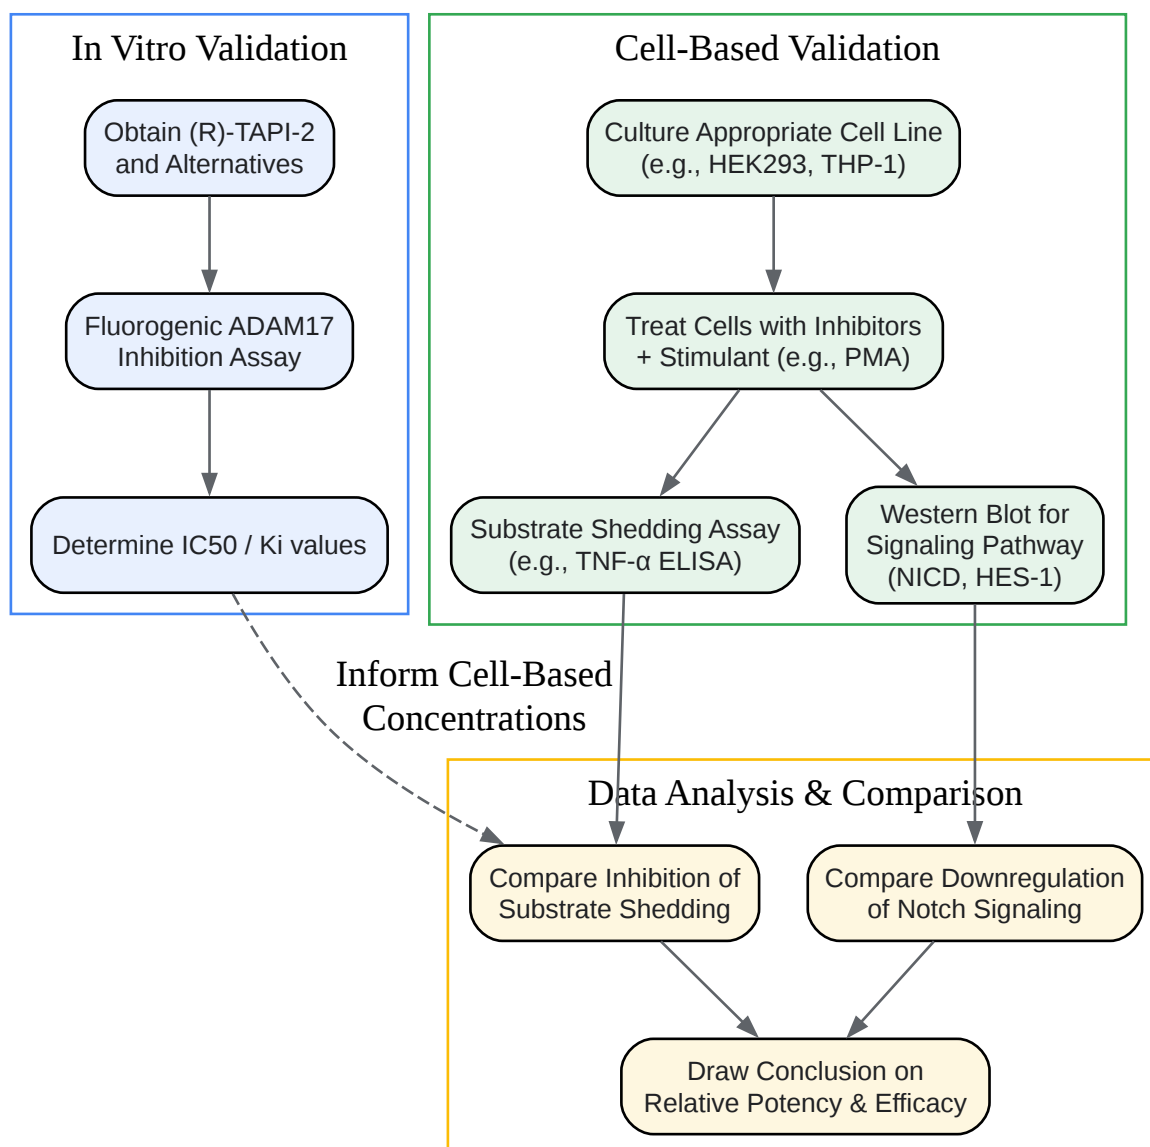 In Vitro Validation
Obtain (R)-TAPI-2
and Alternatives
Fluorogenic ADAM17
Inhibition Assay
Determine IC50 / Ki values
Cell-Based Validation
Culture Appropriate Cell Line
(e.g., HEK293, THP-1)
Treat Cells with Inhibitors
+ Stimulant (e.g., PMA)
Substrate Shedding Assay
(e.g., TNF-α ELISA)
Western Blot for
Signaling Pathway
(NICD, HES-1)
Inform Cell-Based
Concentrations
Data Analysis & Comparison
Compare Inhibition of
Substrate Shedding
Compare Downregulation
of Notch Signaling
Draw Conclusion on
Relative Potency & Efficacy